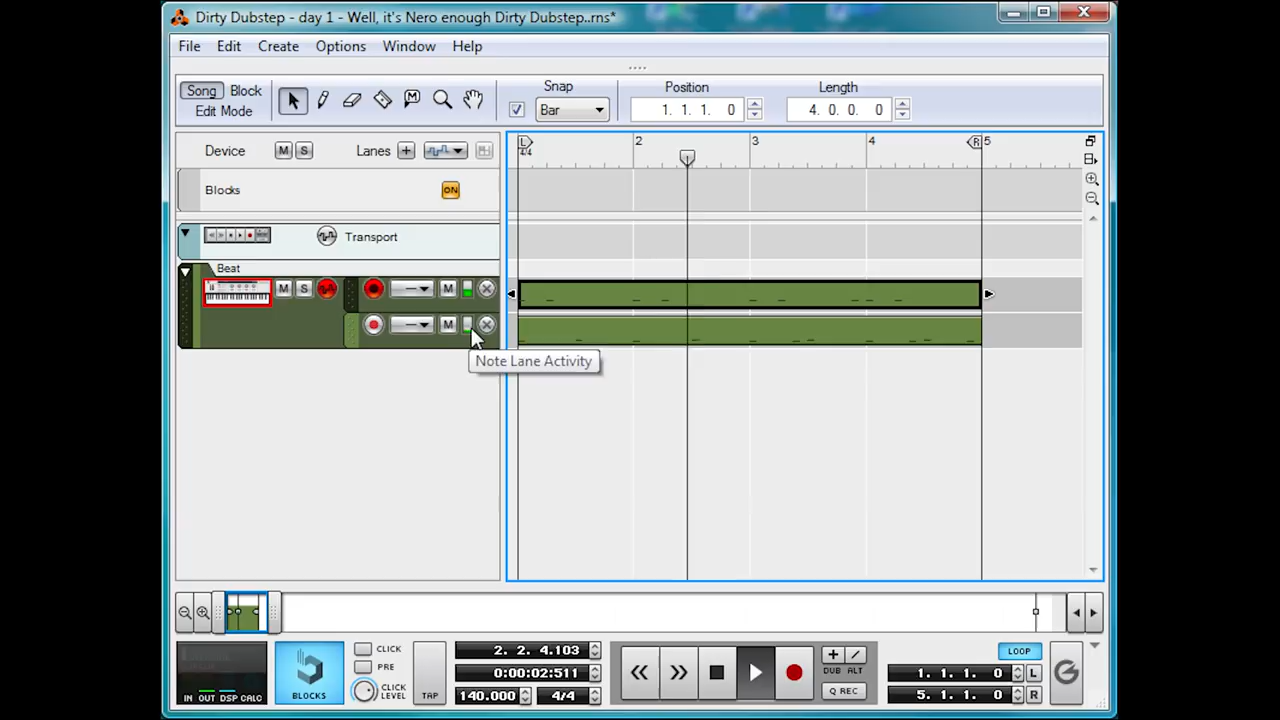 Dirty Dubstep - day 1 - Well, it's Nero enough Dirty Dubstep..rns*
File Edit Create Options Window Help
Song Block
Edit Mode
Snap
Bar
Position
1. 1. 1. 0
Length
4. 0. 0. 0
Device M S Lanes +
L 2 3 4 R 5
4/4
Blocks ON
Transport
Beat
M S M
M
Note Lane Activity
IN OUT DSP CALC
BLOCKS
CLICK
PRE
CLICK
LEVEL
TAP
2. 2. 4.103
0:00:02:511
140.000 4/4
DUB ALT
Q REC
LOOP
1. 1. 1. 0 L
5. 1. 1. 0 R